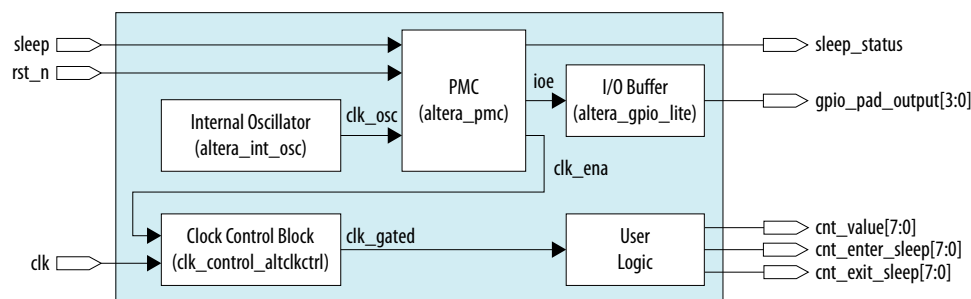 sleep
sleep_status
rst_n
PMC
(altera_pmc)
ioe
I/O Buffer
(altera_gpio_lite)
gpio_pad_output[3:0]
Internal Oscillator
(altera_int_osc)
clk_osc
clk_ena
Clock Control Block
(clk_control_altclkctrl)
clk_gated
User
Logic
cnt_value[7:0]
cnt_enter_sleep[7:0]
cnt_exit_sleep[7:0]
clk